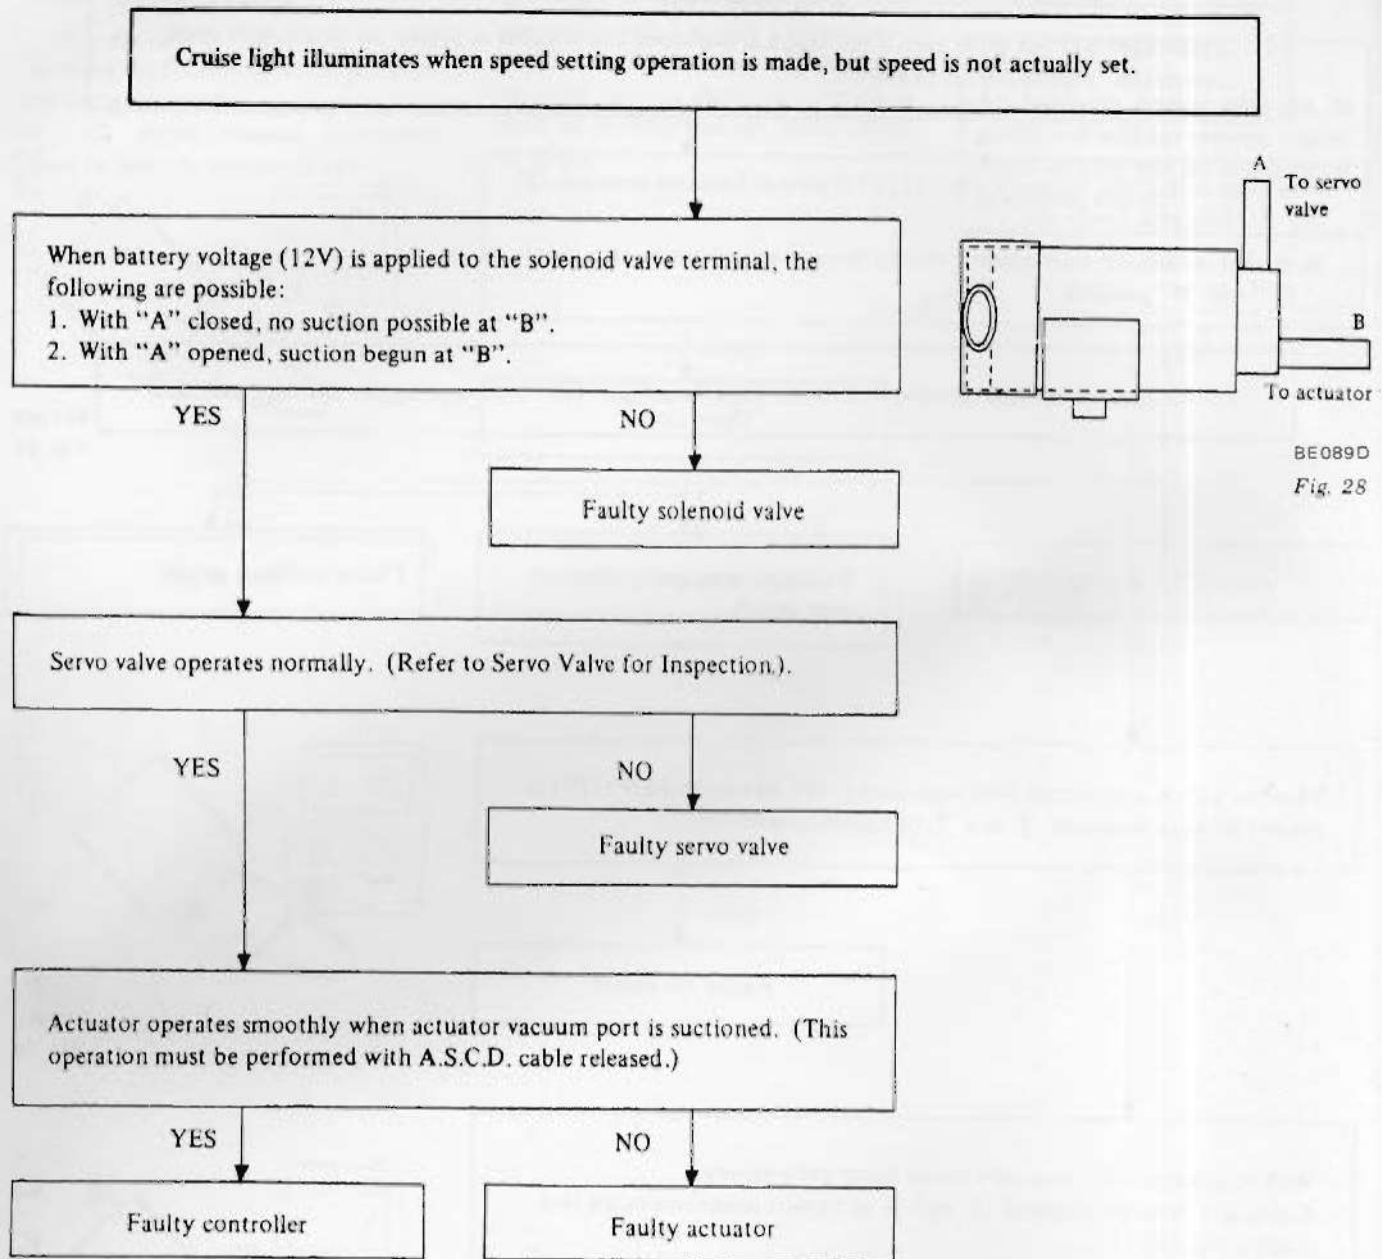 Cruise light illuminates when speed setting operation is made, but speed is not actually set.
A
To servo
valve
When battery voltage (12V) is applied to the solenoid valve terminal, the
following are possible:
1. With “A” closed, no suction possible at “B”.
2. With “A” opened, suction begun at “B”.
B
To actuator
BE089D
Fig. 28
YES
NO
Faulty solenoid valve
Servo valve operates normally. (Refer to Servo Valve for Inspection.).
YES
NO
Faulty servo valve
Actuator operates smoothly when actuator vacuum port is suctioned. (This
operation must be performed with A.S.C.D. cable released.)
YES
NO
Faulty controller
Faulty actuator